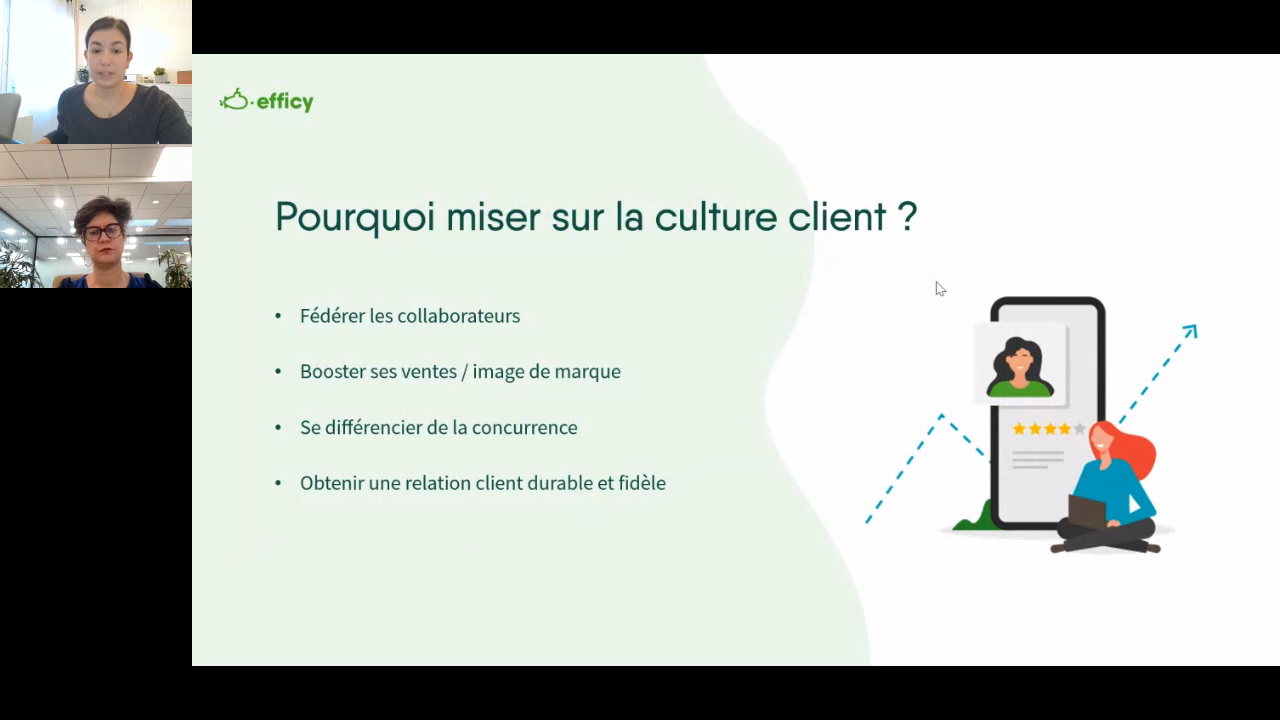 efficy
Pourquoi miser sur la culture client ?
• Fédérer les collaborateurs
• Booster ses ventes / image de marque
• Se différencier de la concurrence
• Obtenir une relation client durable et fidèle